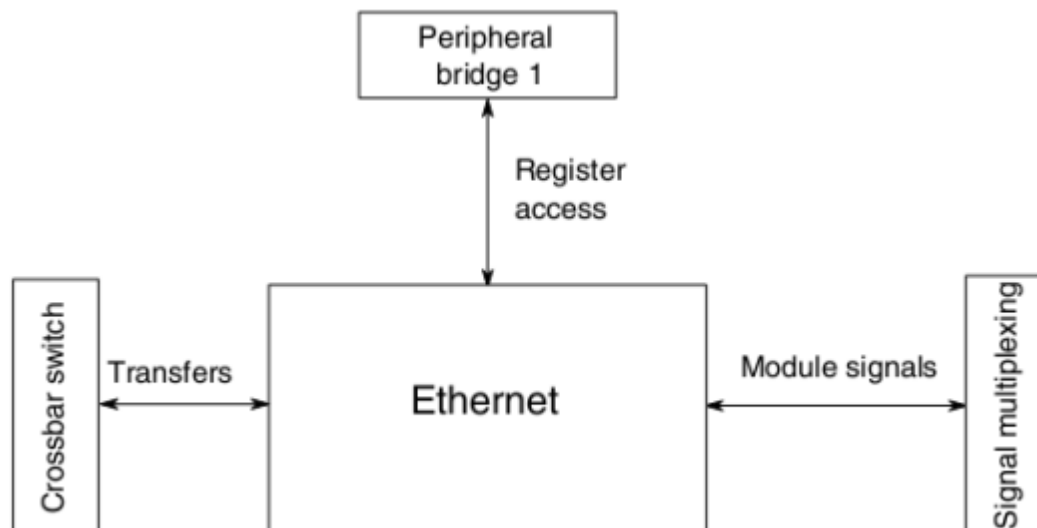 Peripheral
bridge 1
Register
access
Crossbar switch
Transfers
Ethernet
Module signals
Signal multiplexing